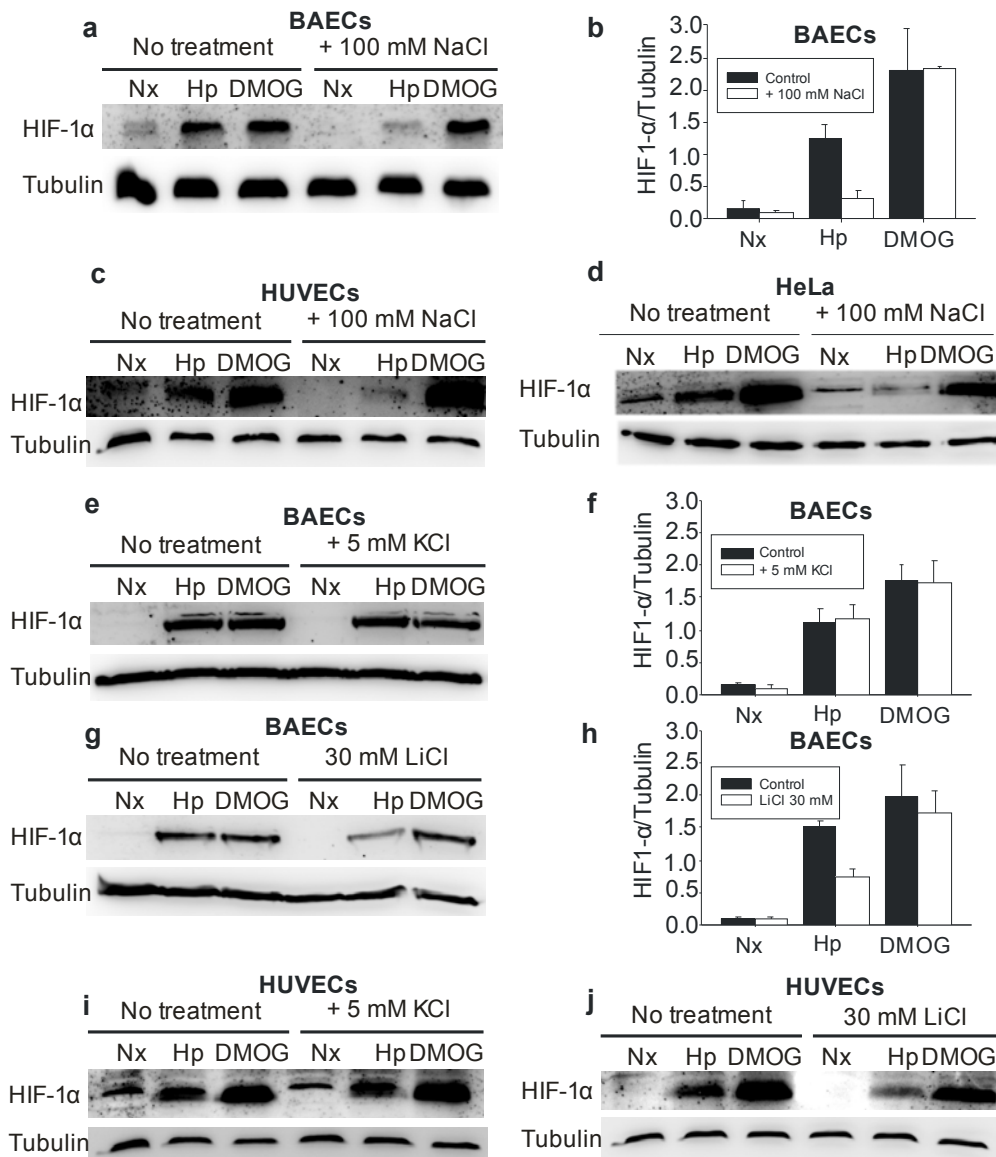 a
BAECs
No treatment + 100 mM NaCl
Nx Hp DMOG Nx Hp DMOG
HIF-1α
Tubulin
b
BAECs
3.0
2.5
2.0
1.5
1.0
0.5
0.0
HIF1-α/Tubulin
Control
+ 100 mM NaCl
Nx Hp DMOG
c
HUVECs
No treatment + 100 mM NaCl
Nx Hp DMOG Nx Hp DMOG
HIF-1α
Tubulin
d
HeLa
No treatment + 100 mM NaCl
Nx Hp DMOG Nx Hp DMOG
HIF-1α
Tubulin
e
BAECs
No treatment + 5 mM KCl
Nx Hp DMOG Nx Hp DMOG
HIF-1α
Tubulin
f
BAECs
3.0
2.5
2.0
1.5
1.0
0.5
0.0
HIF1-α/Tubulin
Control
+ 5 mM KCl
Nx Hp DMOG
g
BAECs
No treatment 30 mM LiCl
Nx Hp DMOG Nx Hp DMOG
HIF-1α
Tubulin
h
BAECs
3.0
2.5
2.0
1.5
1.0
0.5
0.0
HIF1-α/Tubulin
Control
LiCl 30 mM
Nx Hp DMOG
i
HUVECs
No treatment + 5 mM KCl
Nx Hp DMOG Nx Hp DMOG
HIF-1α
Tubulin
j
HUVECs
No treatment 30 mM LiCl
Nx Hp DMOG Nx Hp DMOG
HIF-1α
Tubulin